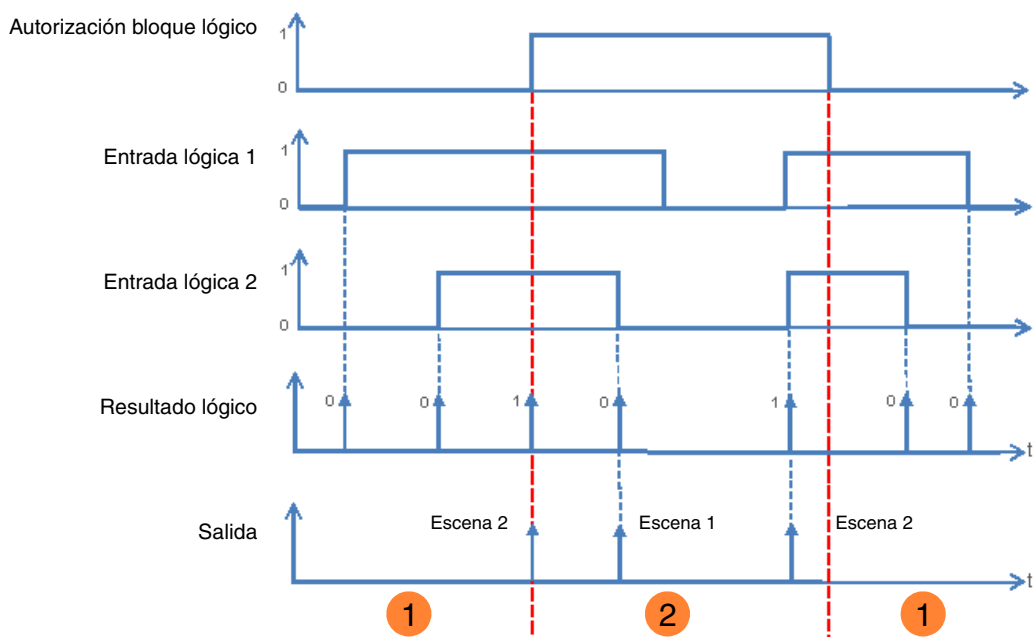 Autorización bloque lógico
1
0
Entrada lógica 1
1
0
Entrada lógica 2
1
0
Resultado lógico
0 0 1 0 1 0 0
t
Salida
Escena 2 Escena 1 Escena 2
t
1 2 1